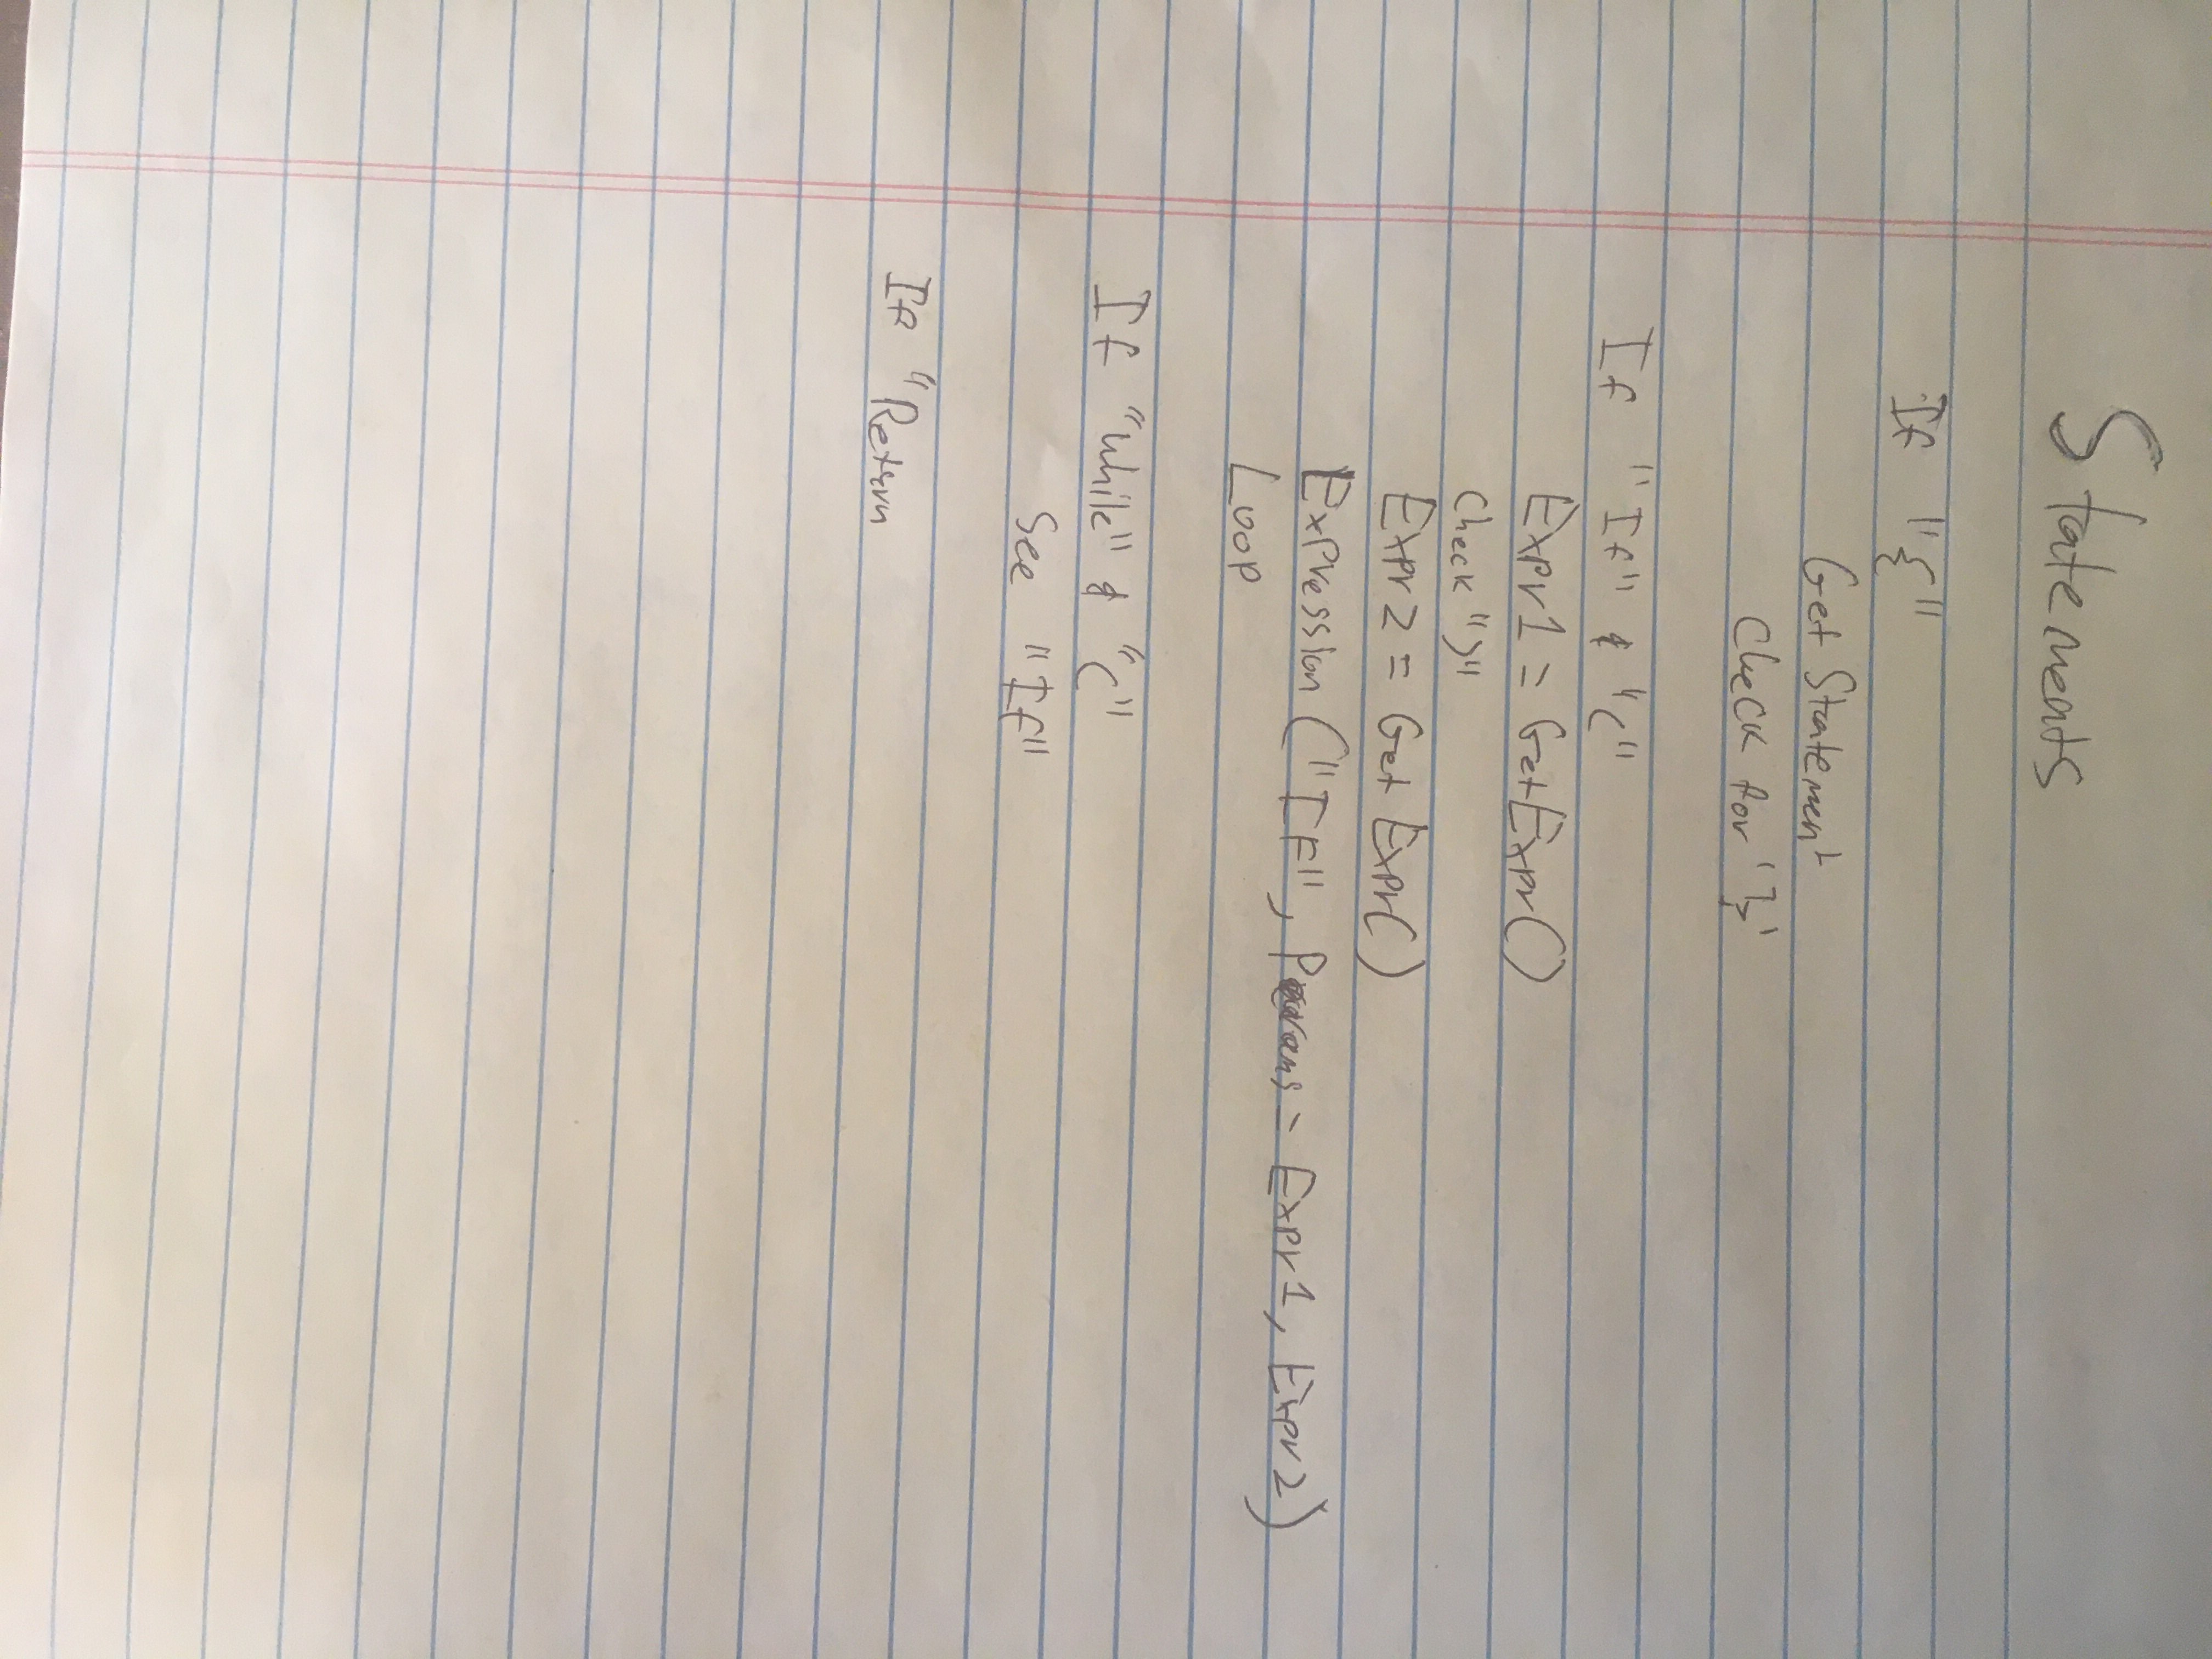 Statements
If "{"
Get Statement
Check for '}'
If "If" & "("
Expr1 = GetExpr()
Check ")"
Expr2 = Get Expr()
Expression ("IF", Params = Expr1, Expr2)
Loop
If "While" & "("
See "If"
If "Return